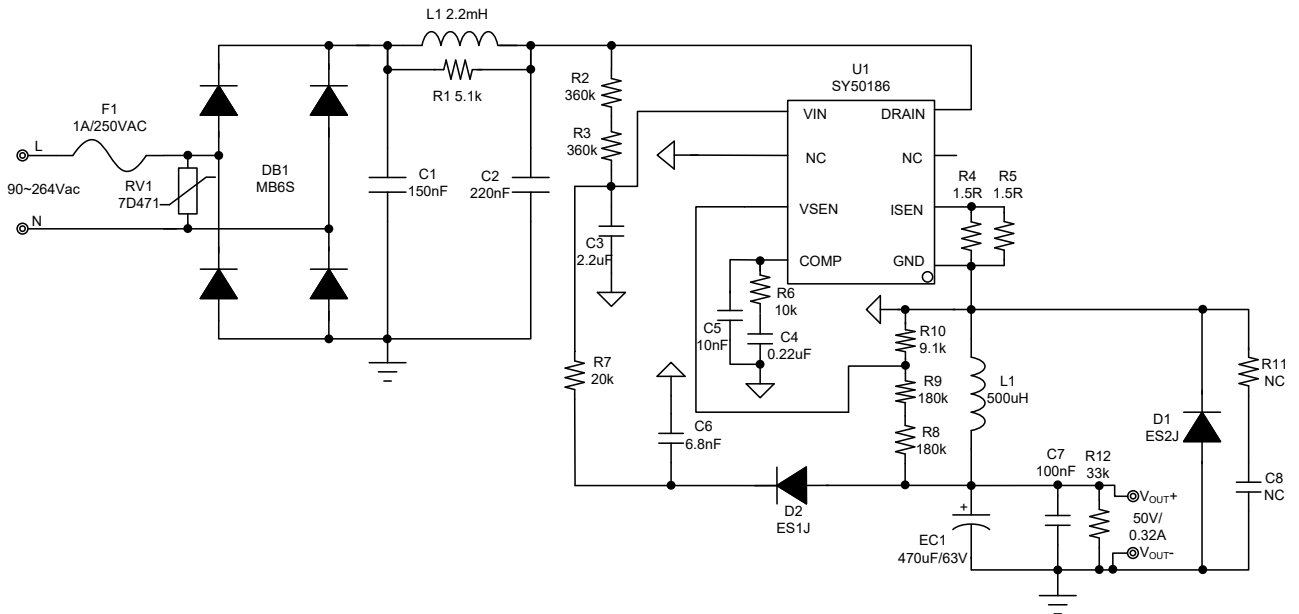 L1 2.2mH
R1 5.1k
F1
1A/250VAC
L
90~264Vac
RV1
7D471
N
DB1
MB6S
C1
150nF
C2
220nF
R2
360k
R3
360k
C3
2.2uF
U1
SY50186
VIN
DRAIN
NC
NC
VSEN
ISEN
COMP
GND
R4
1.5R
R5
1.5R
R6
10k
C5
10nF
C4
0.22uF
R7
20k
C6
6.8nF
R10
9.1k
R9
180k
R8
180k
L1
500uH
D1
ES2J
R11
NC
C8
NC
D2
ES1J
C7
100nF
R12
33k
+
EC1
470uF/63V
VOUT+
50V/
0.32A
VOUT-